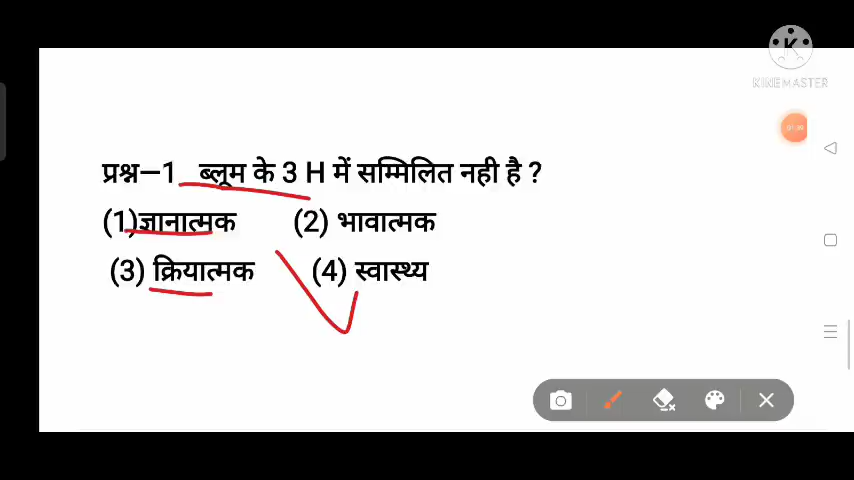 KINEMASTER
प्रश्न—1 ब्लूम के 3 H में सम्मिलित नही है ?
(1)ज्ञानात्मक (2) भावात्मक
(3) क्रियात्मक (4) स्वास्थ्य